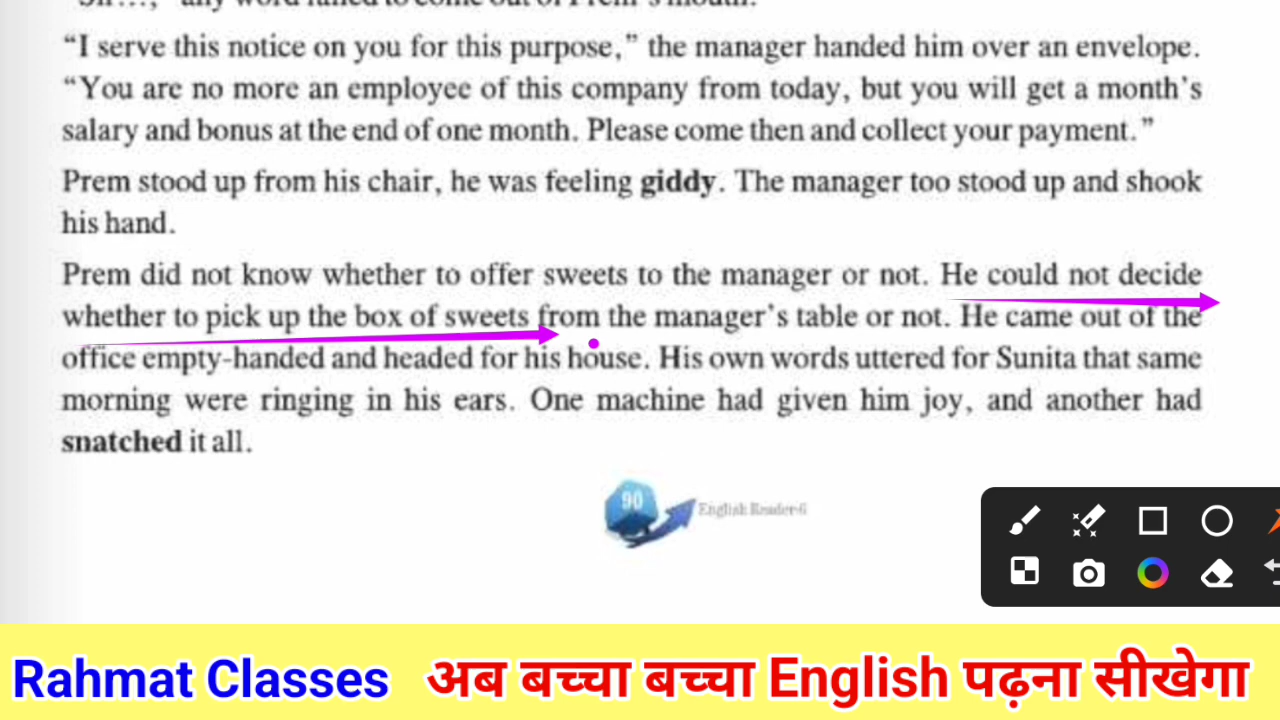 “I serve this notice on you for this purpose,” the manager handed him over an envelope.
“You are no more an employee of this company from today, but you will get a month’s
salary and bonus at the end of one month. Please come then and collect your payment.”
Prem stood up from his chair, he was feeling giddy. The manager too stood up and shook
his hand.
Prem did not know whether to offer sweets to the manager or not. He could not decide
whether to pick up the box of sweets from the manager’s table or not. He came out of the
office empty-handed and headed for his house. His own words uttered for Sunita that same
morning were ringing in his ears. One machine had given him joy, and another had
snatched it all.
90
English Reader-6
Rahmat Classes अब बच्चा बच्चा English पढ़ना सीखेगा